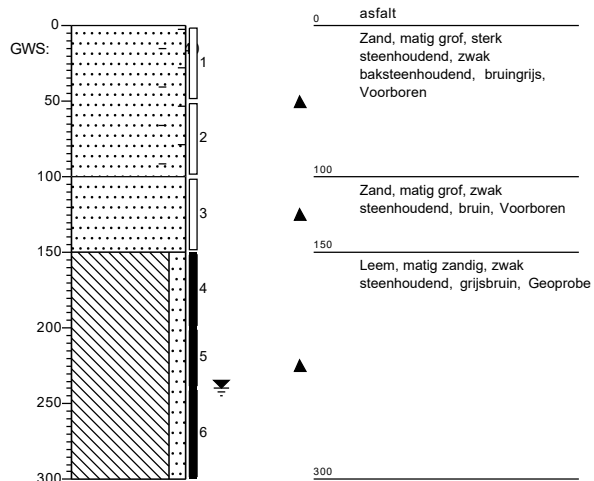 0
GWS:
50
100
150
200
250
300
1
2
3
4
5
6
0 asfalt
Zand, matig grof, sterk
steenhoudend, zwak
baksteenhoudend, bruingrijs,
Voorboren
100
Zand, matig grof, zwak
steenhoudend, bruin, Voorboren
150
Leem, matig zandig, zwak
steenhoudend, grijsbruin, Geoprobe
300